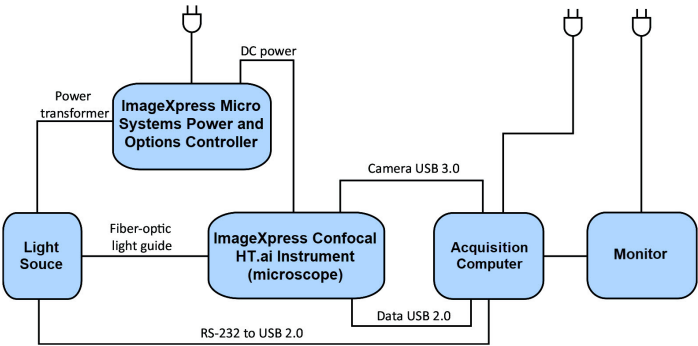 DC power
Power
transformer
ImageXpress Micro
Systems Power and
Options Controller
Camera USB 3.0
Fiber-optic
light guide
Light
Souce
ImageXpress Confocal
HT.ai Instrument
(microscope)
Acquisition
Computer
Monitor
Data USB 2.0
RS-232 to USB 2.0